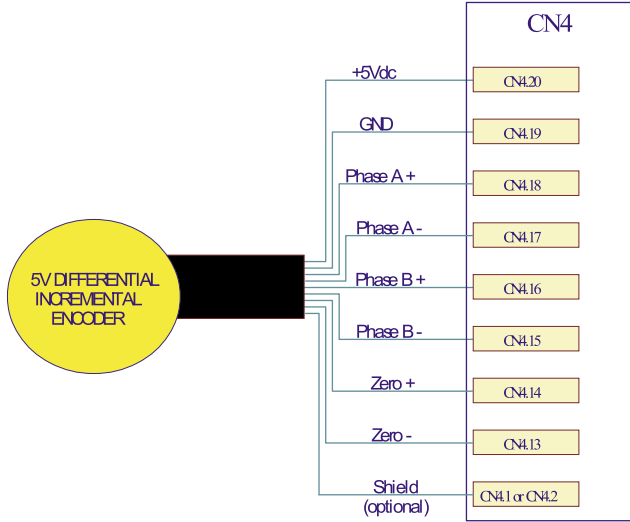 CN4
+5Vdc
CN4.20
GND
CN4.19
Phase A +
CN4.18
Phase A -
CN4.17
5V DIFFERENTIAL
INCREMENTAL
ENCODER
Phase B +
CN4.16
Phase B -
CN4.15
Zero +
CN4.14
Zero -
CN4.13
Shield
(optional)
CN4.1 or CN4.2